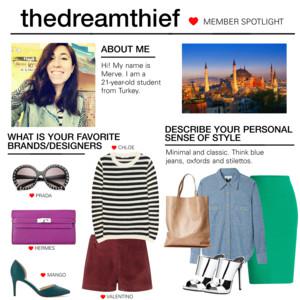 thedreamthief
MEMBER SPOTLIGHT
ABOUT ME
Hi! My name is
Merve. I am a
21-year-old student
from Turkey.
WHAT IS YOUR FAVORITE
BRANDS/DESIGNERS
CHLOE
PRADA
HERMES
MANGO
VALENTINO
DESCRIBE YOUR PERSONAL
SENSE OF STYLE
Minimal and classic. Think blue
jeans, oxfords and stilettos.